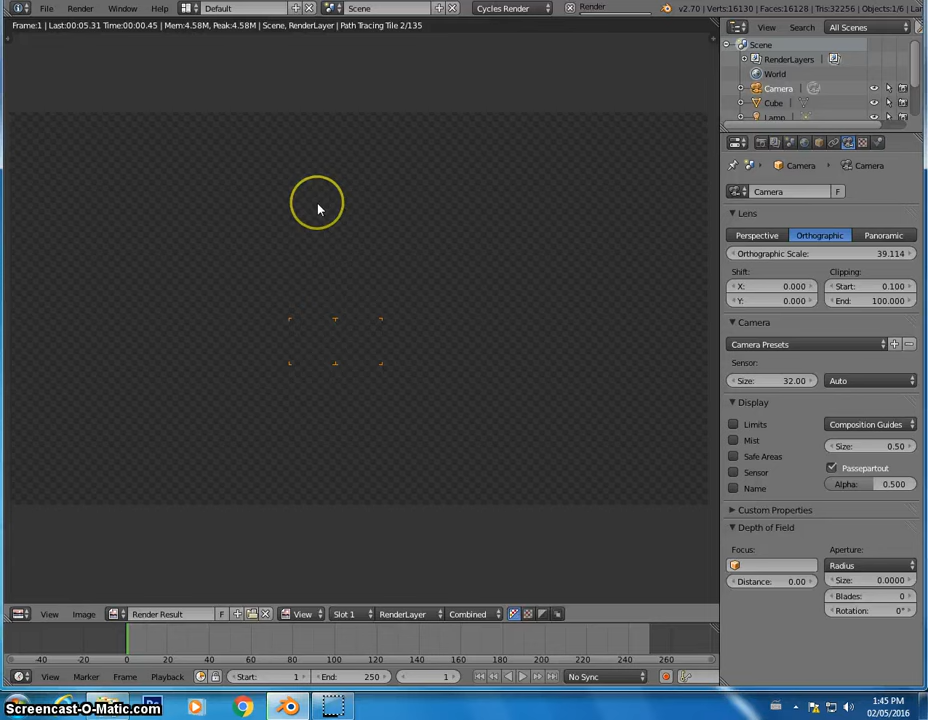 File Render Window Help Default Scene Cycles Render Render v2.70 | Verts:16130 | Faces:16128 | Tris:32256 | Objects:1/6 |
Frame:1 | Last:00:05.31 Time:00:00.45 | Mem:4.58M, Peak:4.58M | Scene, RenderLayer | Path Tracing Tile 2/135
View Search All Scenes
Scene
RenderLayers
World
Camera
Cube
Lamp
Camera Camera
Camera F
Lens
Perspective Orthographic Panoramic
Orthographic Scale: 39.114
Shift: Clipping:
X: 0.000 Start: 0.100
Y: 0.000 End: 100.000
Camera
Camera Presets
Sensor:
Size: 32.00 Auto
Display
Limits Composition Guides
Mist Size: 0.50
Safe Areas
Sensor Passepartout
Name Alpha: 0.500
Custom Properties
Depth of Field
Focus: Aperture:
Radius
Distance: 0.00 Size: 0.0000
Blades: 0
Rotation: 0°
View Image Render Result F View Slot 1 RenderLayer Combined
-40 -20 0 20 40 60 80 100 120 140 160 180 200 220 240 260
View Marker Frame Playback Start: 1 End: 250 1 No Sync
Screencast-O-Matic.com
1:45 PM
02/05/2016